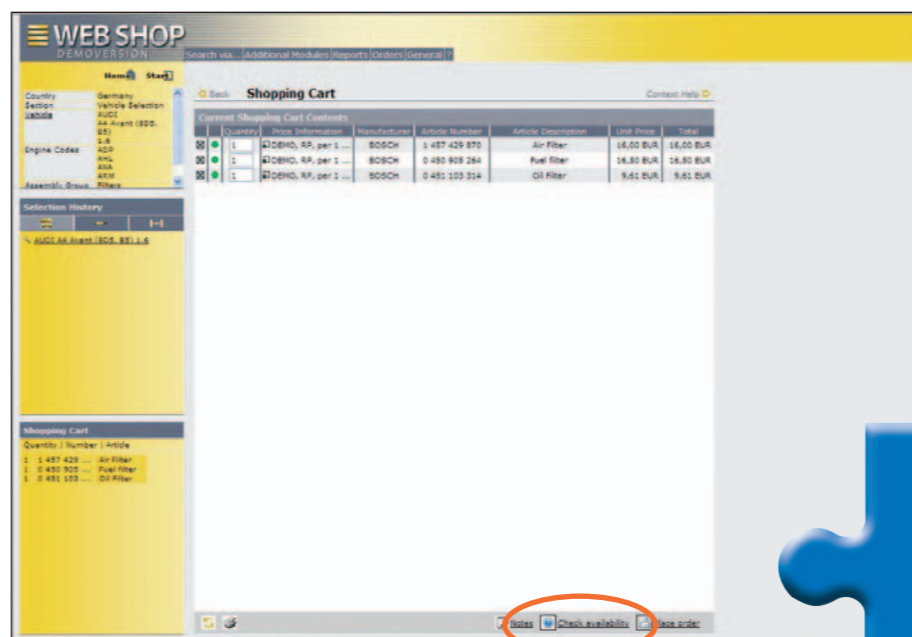 WEB SHOP
DEMOVERSION
Search via... Additional Modules Reports Orders General ?
Home Start
Country Germany
Section Vehicle Selection
Vehicle AUDI
A4 Avant (8D5,
B5)
1.6
Engine Codes ADP
AHL
ANA
ARM
Assembly Group Filters
Back Shopping Cart Context Help
Current Shopping Cart Contents
Quantity Price Information Manufacturer Article Number Article Description Unit Price Total
1 DEMO, RP, per 1 ... BOSCH 1 457 429 870 Air Filter 16,00 EUR 16,00 EUR
1 DEMO, RP, per 1 ... BOSCH 0 450 905 264 Fuel filter 16,50 EUR 16,50 EUR
1 DEMO, RP, per 1 ... BOSCH 0 451 103 314 Oil Filter 9,61 EUR 9,61 EUR
Selection History
AUDI A4 Avant (8D5, B5) 1.6
Shopping Cart
Quantity | Number | Article
1 1 457 429 ... Air Filter
1 0 450 905 ... Fuel filter
1 0 451 103 ... Oil Filter
Notes Check availability Place order